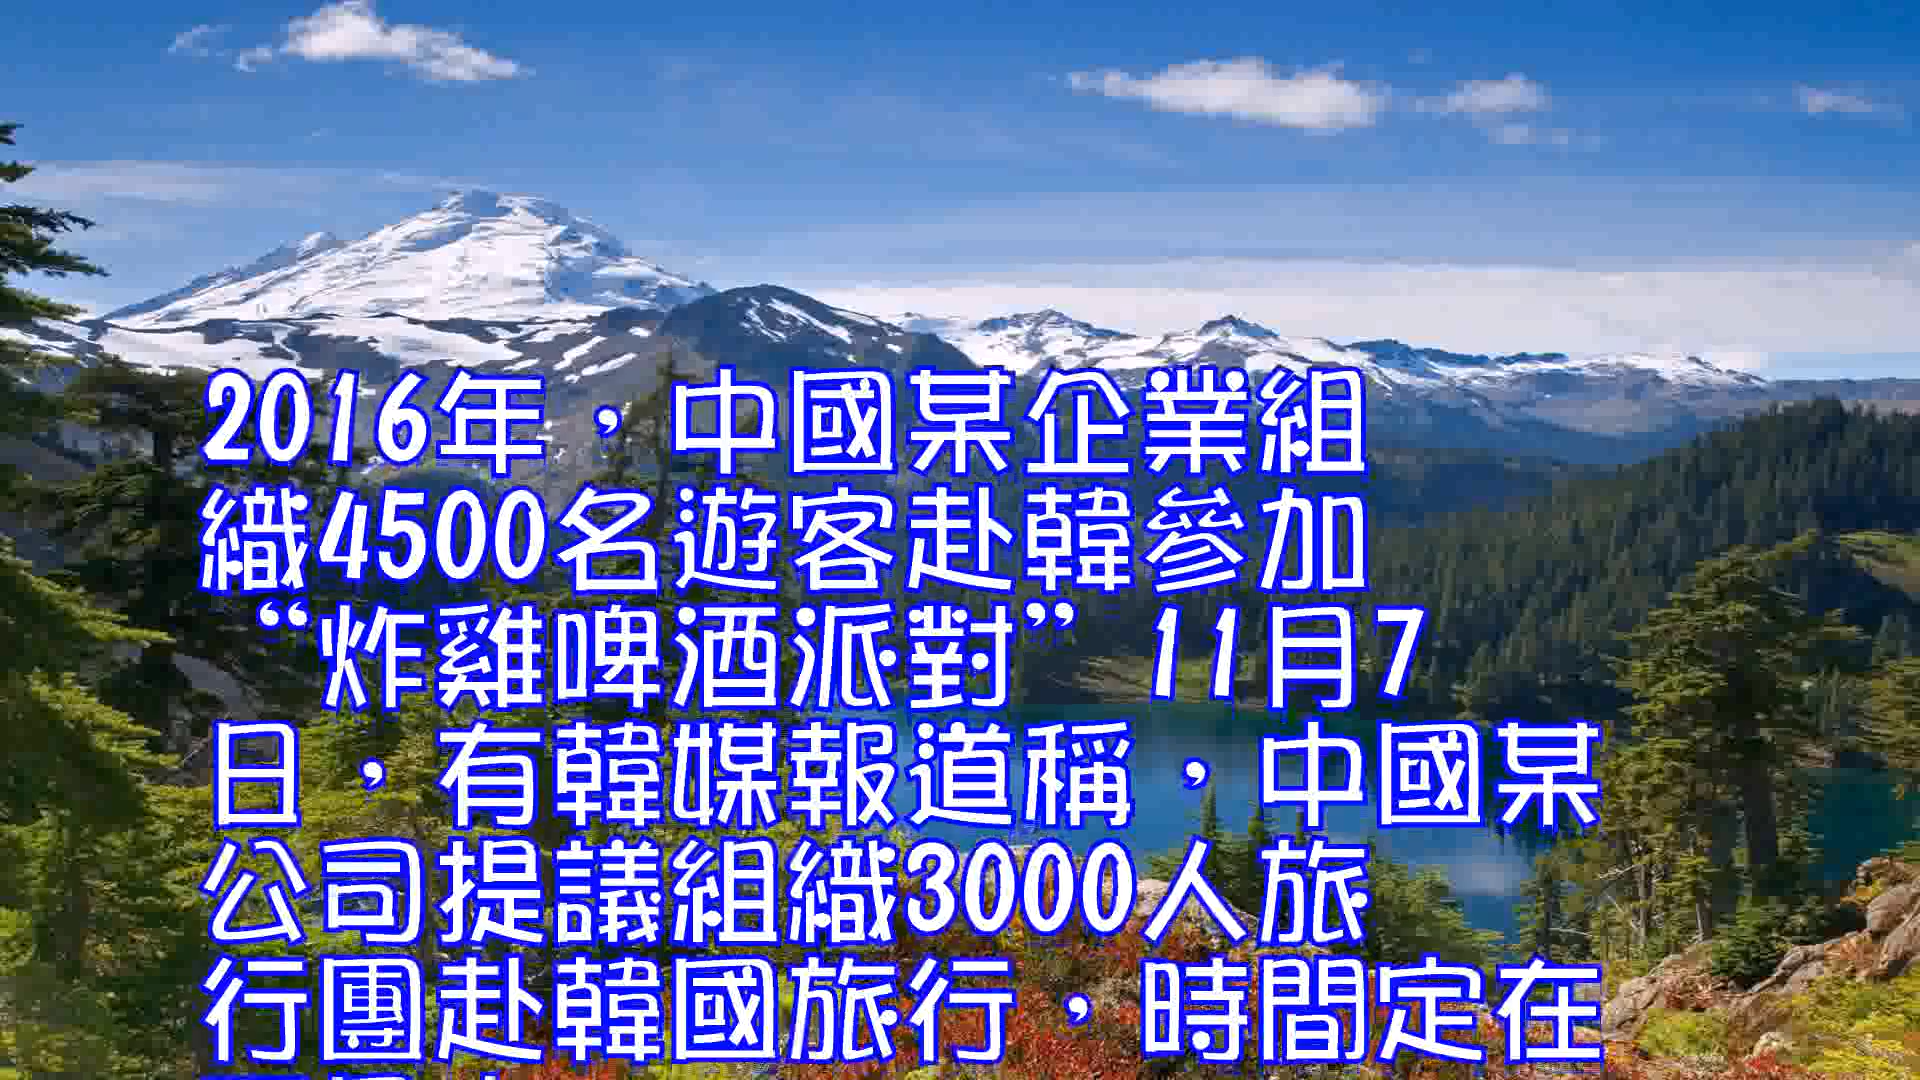 2016年，中國某企業組
織4500名遊客赴韓參加
“炸雞啤酒派對”11月7
日，有韓媒報道稱，中國某
公司提議組織3000人旅
行團赴韓國旅行，時間定在